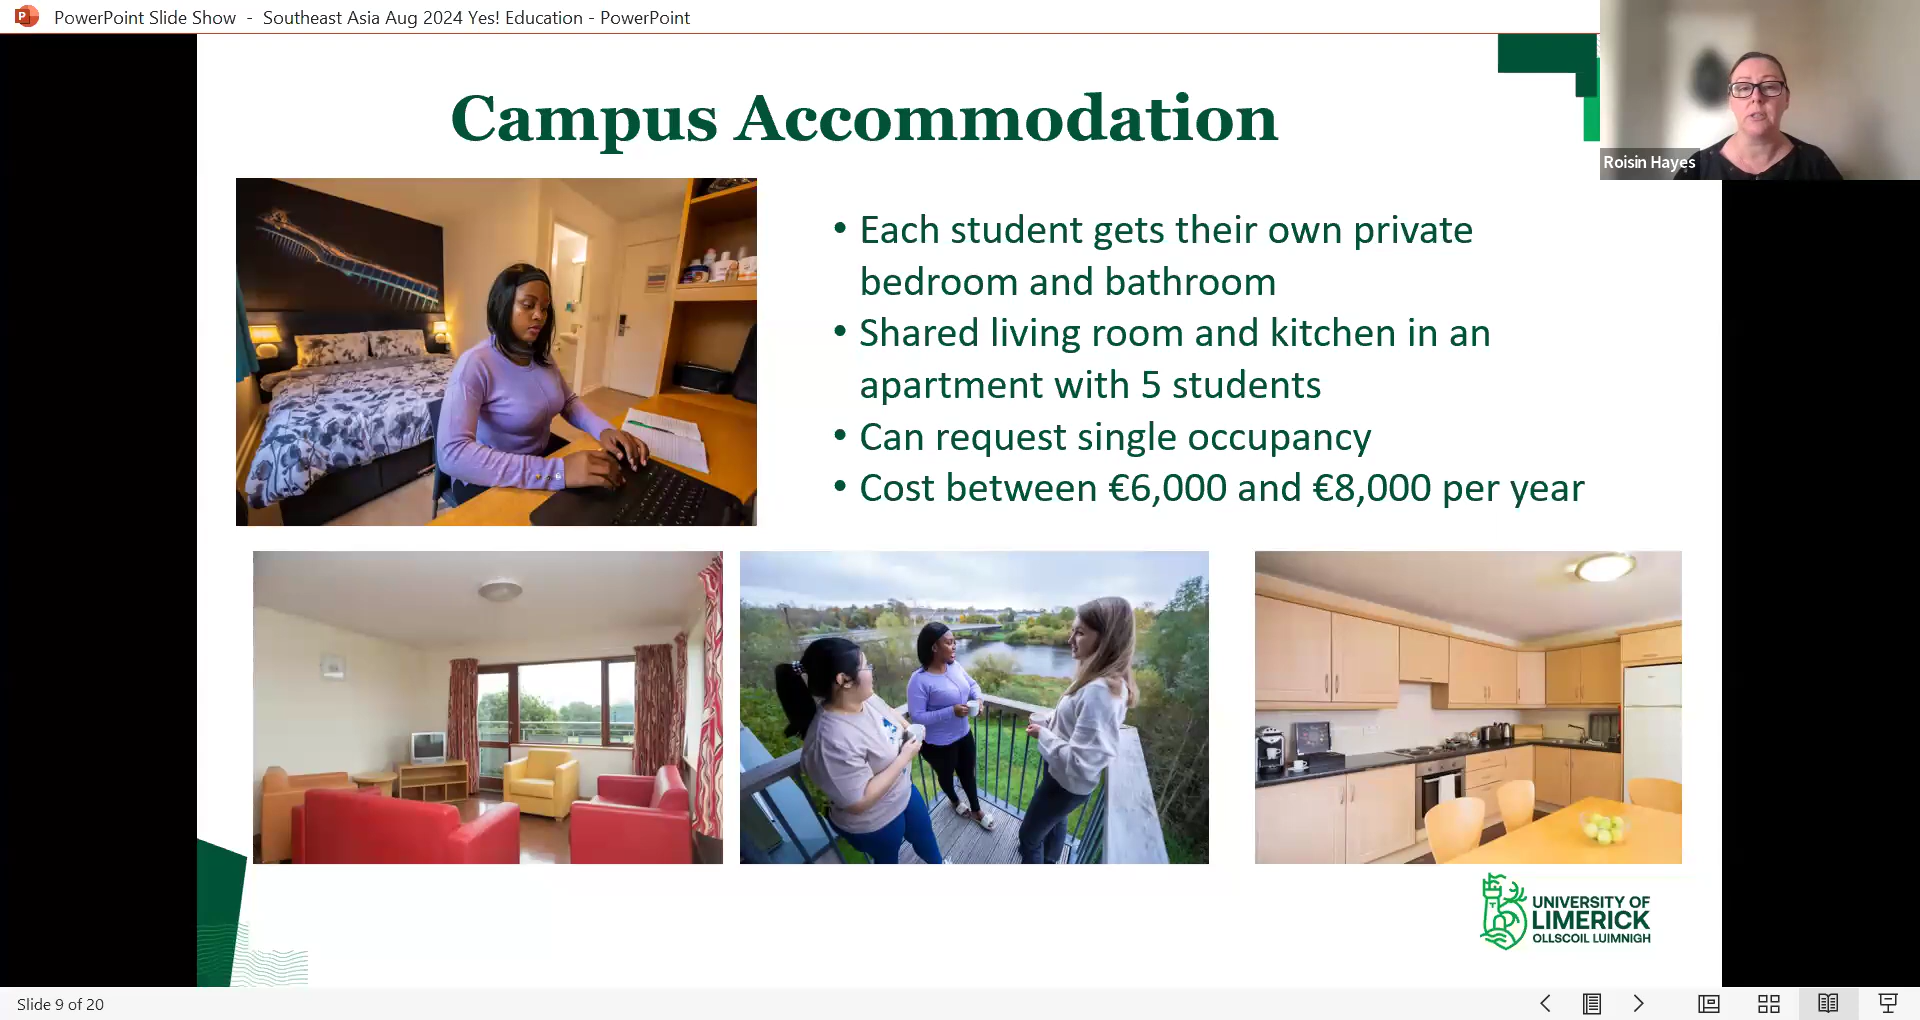 PowerPoint Slide Show - Southeast Asia Aug 2024 Yes! Education - PowerPoint
Roisin Hayes
Campus Accommodation
• Each student gets their own private
bedroom and bathroom
• Shared living room and kitchen in an
apartment with 5 students
• Can request single occupancy
• Cost between €6,000 and €8,000 per year
UNIVERSITY OF
LIMERICK
OLLSCOIL LUIMNIGH
Slide 9 of 20